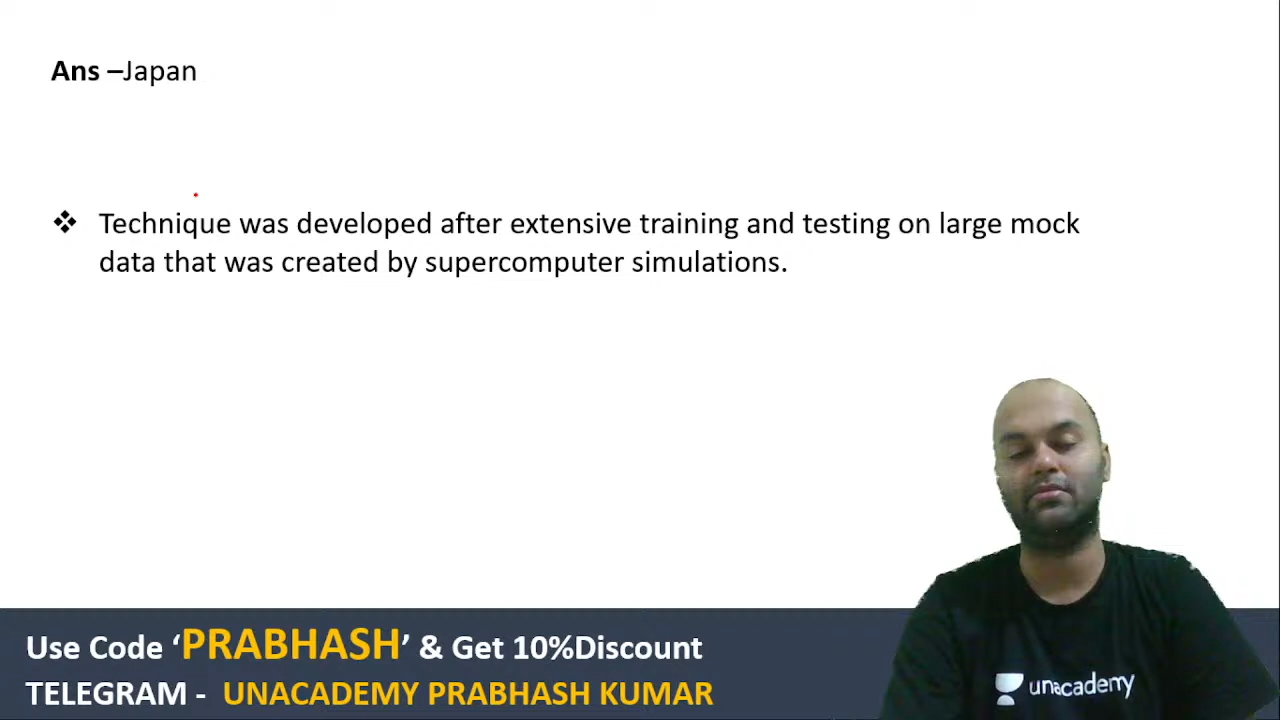 Ans –Japan
❖ Technique was developed after extensive training and testing on large mock
data that was created by supercomputer simulations.
Use Code ‘PRABHASH’ & Get 10%Discount
TELEGRAM - UNACADEMY PRABHASH KUMAR
unacademy